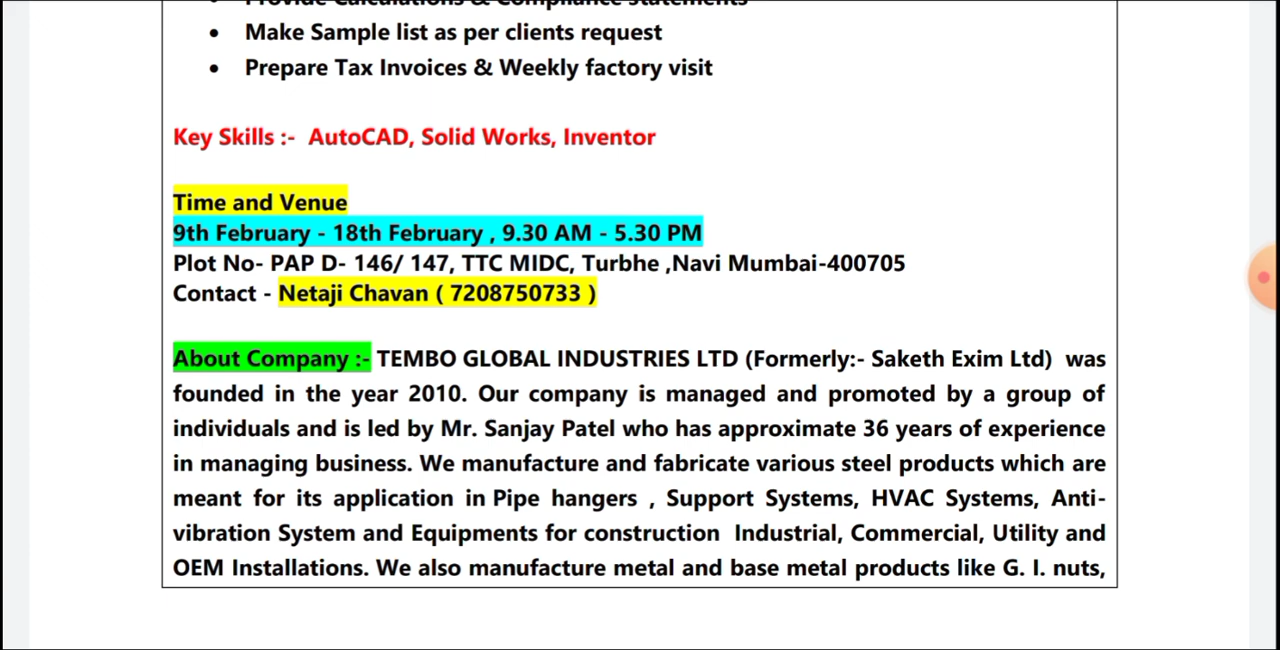 Provide Calculations & Compliance statements
• Make Sample list as per clients request
• Prepare Tax Invoices & Weekly factory visit
Key Skills :- AutoCAD, Solid Works, Inventor
Time and Venue
9th February - 18th February , 9.30 AM - 5.30 PM
Plot No- PAP D- 146/ 147, TTC MIDC, Turbhe ,Navi Mumbai-400705
Contact - Netaji Chavan ( 7208750733 )
About Company :- TEMBO GLOBAL INDUSTRIES LTD (Formerly:- Saketh Exim Ltd) was
founded in the year 2010. Our company is managed and promoted by a group of
individuals and is led by Mr. Sanjay Patel who has approximate 36 years of experience
in managing business. We manufacture and fabricate various steel products which are
meant for its application in Pipe hangers , Support Systems, HVAC Systems, Anti-
vibration System and Equipments for construction Industrial, Commercial, Utility and
OEM Installations. We also manufacture metal and base metal products like G. I. nuts,